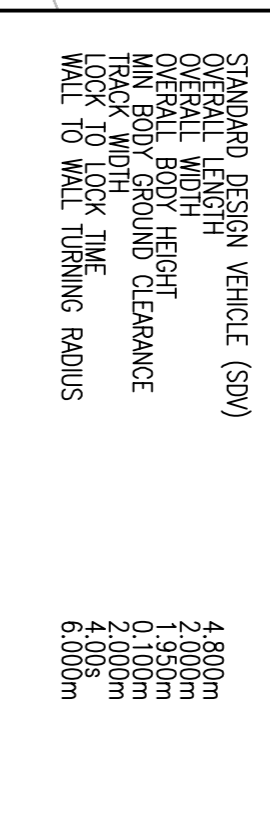 STANDARD DESIGN VEHICLE (SDV)
OVERALL LENGTH 4.800m
OVERALL WIDTH 2.000m
OVERALL BODY HEIGHT 1.950m
MIN BODY GROUND CLEARANCE 0.100m
TRACK WIDTH 2.000m
LOCK TO LOCK TIME 4.00s
WALL TO WALL TURNING RADIUS 6.000m